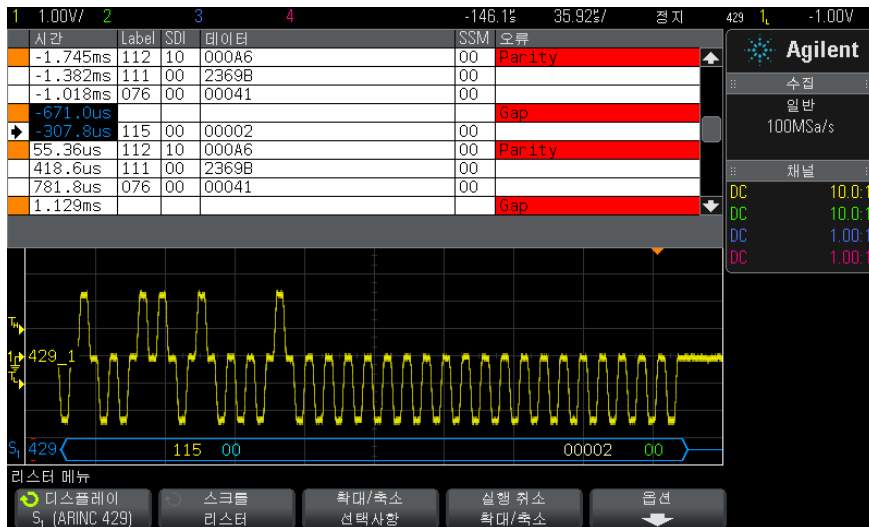 1 1.00V/ 2 3 4 -146.1␟ 35.92␟/ 정지 429 1L -1.00V
시간 Label SDI 데이터 SSM 오류
-1.745ms 112 10 000A6 00 Parity
-1.382ms 111 00 2369B 00
-1.018ms 076 00 00041 00
-671.0us Gap
-307.8us 115 00 00002 00
55.36us 112 10 000A6 00 Parity
418.6us 111 00 2369B 00
781.8us 076 00 00041 00
1.129ms Gap
Agilent
수집
일반
100MSa/s
채널
DC 10.0:1
DC 10.0:1
DC 1.00:1
DC 1.00:1
TH
1 429_1
TL
S1 429 115 00 00002 00
리스터 메뉴
디스플레이
S1 (ARINC 429)
스크롤
리스터
확대/축소
선택사항
실행 취소
확대/축소
옵션